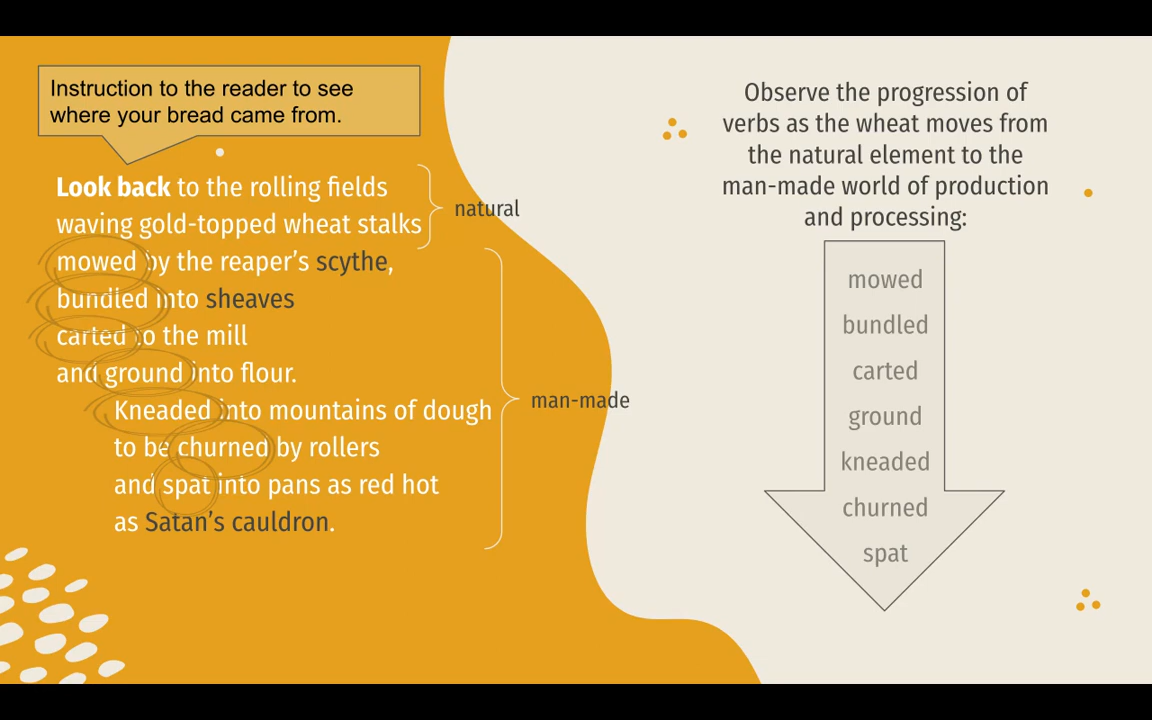 Instruction to the reader to see
where your bread came from.
Look back to the rolling fields
waving gold-topped wheat stalks
mowed by the reaper’s scythe,
bundled into sheaves
carted to the mill
and ground into flour.
Kneaded into mountains of dough
to be churned by rollers
and spat into pans as red hot
as Satan’s cauldron.
natural
man-made
Observe the progression of
verbs as the wheat moves from
the natural element to the
man-made world of production
and processing:
mowed
bundled
carted
ground
kneaded
churned
spat